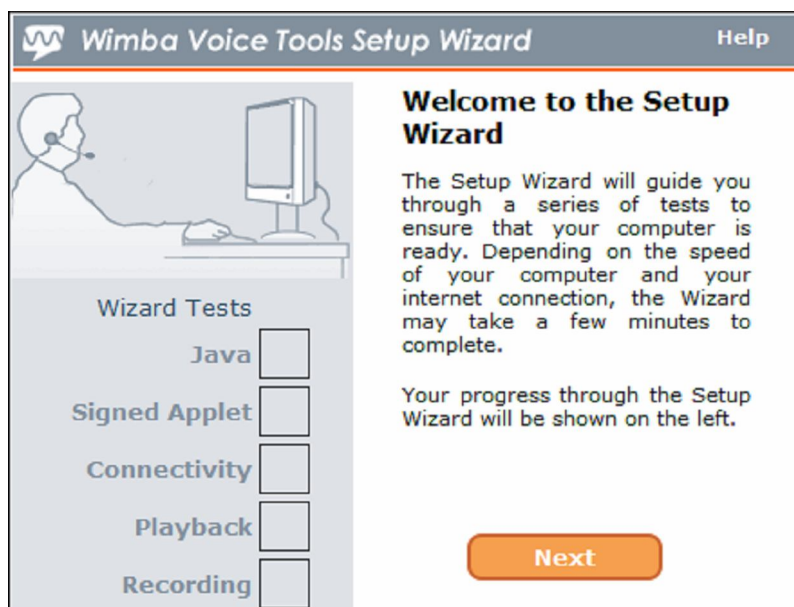 Wimba Voice Tools Setup Wizard
Help
Welcome to the Setup
Wizard
The Setup Wizard will guide you
through a series of tests to
ensure that your computer is
ready. Depending on the speed
of your computer and your
internet connection, the Wizard
may take a few minutes to
complete.
Your progress through the Setup
Wizard will be shown on the left.
Wizard Tests
Java
Signed Applet
Connectivity
Playback
Recording
Next